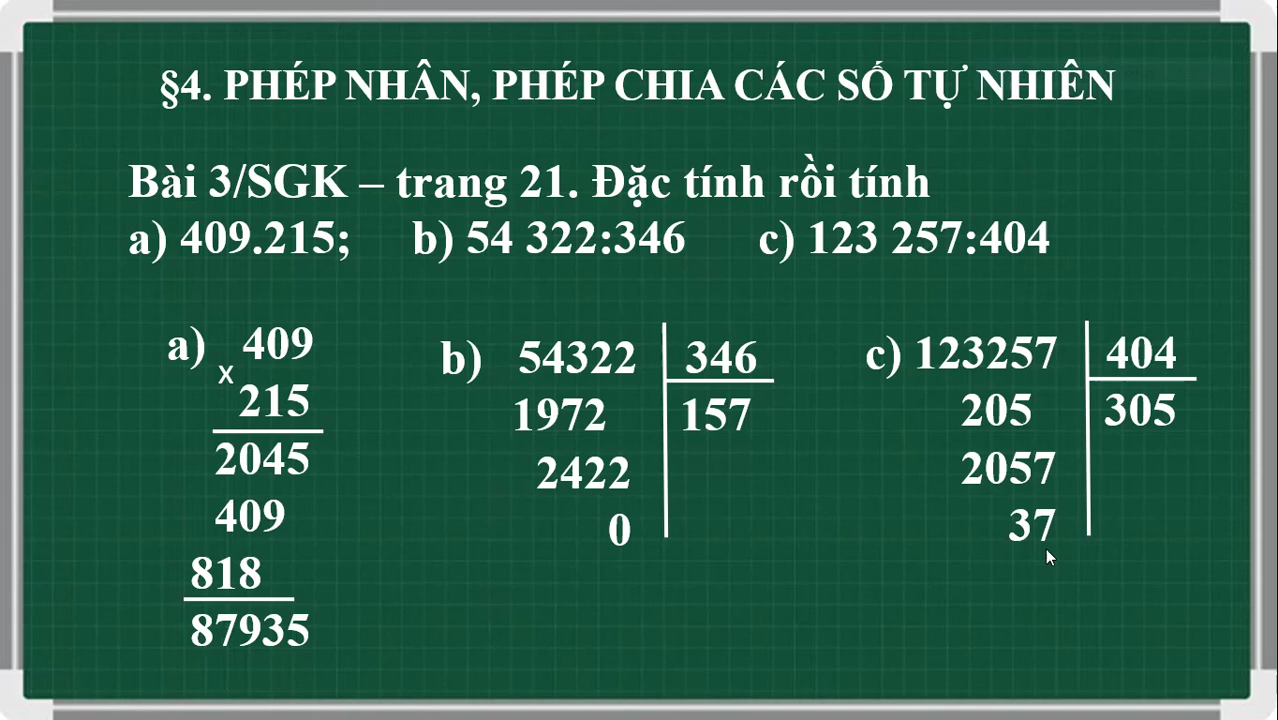 §4. PHÉP NHÂN, PHÉP CHIA CÁC SỐ TỰ NHIÊN
Bài 3/SGK – trang 21. Đặc tính rồi tính
a) 409.215; b) 54 322:346 c) 123 257:404
a) 409
x
215
2045
409
818
87935
b) 54322 346
1972 157
2422
0
c) 123257 404
205 305
2057
37